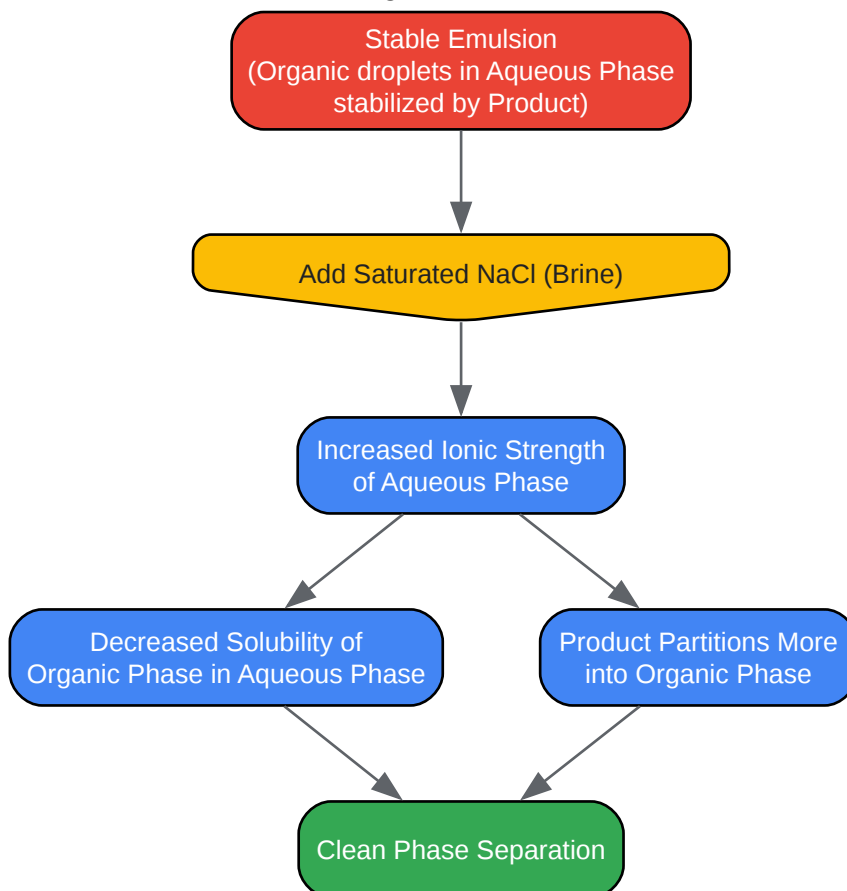 Stable Emulsion
(Organic droplets in Aqueous Phase
stabilized by Product)
Add Saturated NaCl (Brine)
Increased Ionic Strength
of Aqueous Phase
Decreased Solubility of
Organic Phase in Aqueous Phase
Product Partitions More
into Organic Phase
Clean Phase Separation